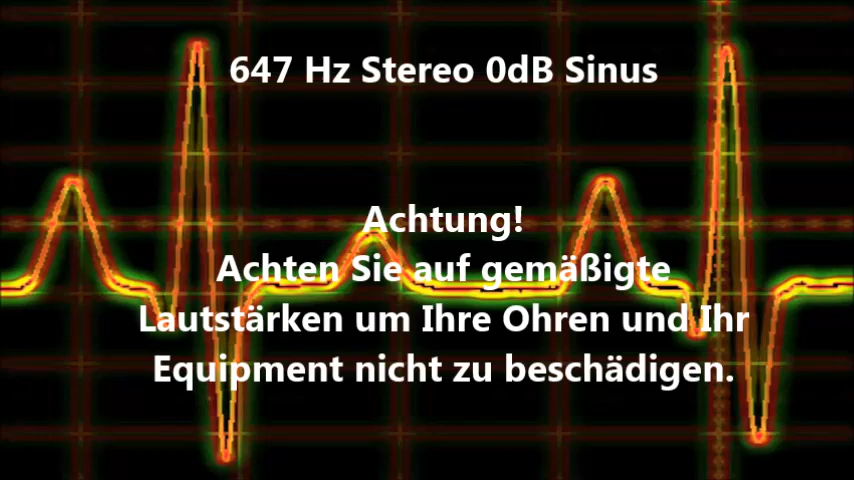 647 Hz Stereo 0dB Sinus
Achtung!
Achten Sie auf gemäßigte
Lautstärken um Ihre Ohren und Ihr
Equipment nicht zu beschädigen.